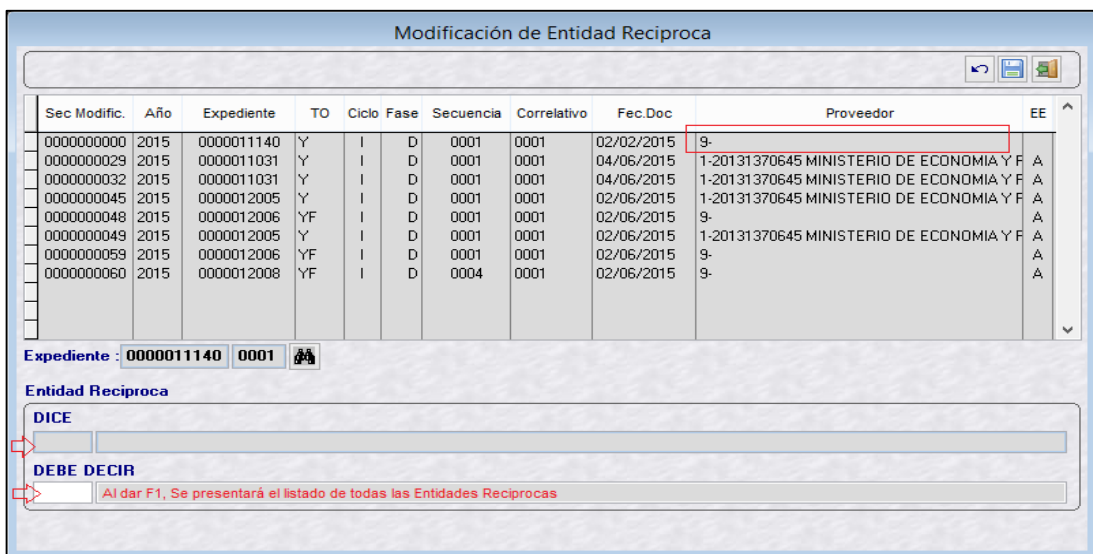 Modificación de Entidad Reciproca
Sec Modific. Año Expediente TO Ciclo Fase Secuencia Correlativo Fec.Doc Proveedor EE
0000000000 2015 0000011140 Y I D 0001 0001 02/02/2015 9-
0000000029 2015 0000011031 Y I D 0001 0001 04/06/2015 1-20131370645 MINISTERIO DE ECONOMIA Y F A
0000000032 2015 0000011031 Y I D 0001 0001 04/06/2015 1-20131370645 MINISTERIO DE ECONOMIA Y F A
0000000045 2015 0000012005 Y I D 0001 0001 02/06/2015 1-20131370645 MINISTERIO DE ECONOMIA Y F A
0000000048 2015 0000012006 YF I D 0001 0001 02/06/2015 9- A
0000000049 2015 0000012005 Y I D 0001 0001 02/06/2015 1-20131370645 MINISTERIO DE ECONOMIA Y F A
0000000059 2015 0000012006 YF I D 0001 0001 02/06/2015 9- A
0000000060 2015 0000012008 YF I D 0004 0001 02/06/2015 9- A
Expediente : 0000011140 0001
Entidad Reciproca
DICE
DEBE DECIR
Al dar F1, Se presentará el listado de todas las Entidades Reciprocas